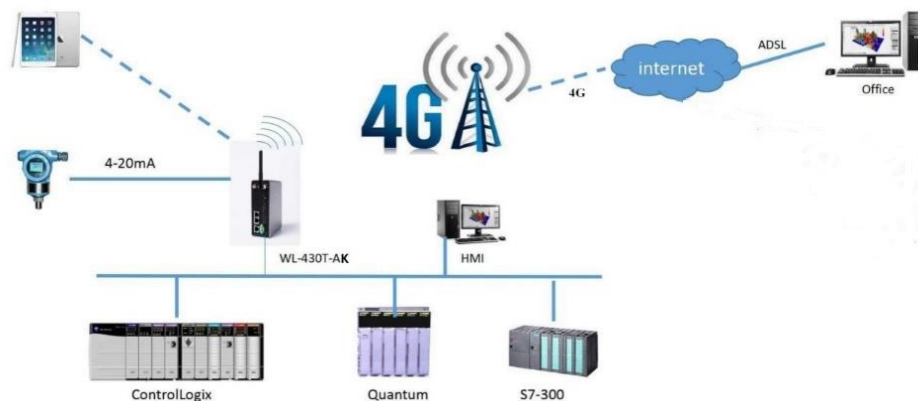 4G
internet
ADSL
4G
Office
4-20mA
WL-430T-AK
HMI
ControlLogix
Quantum
S7-300